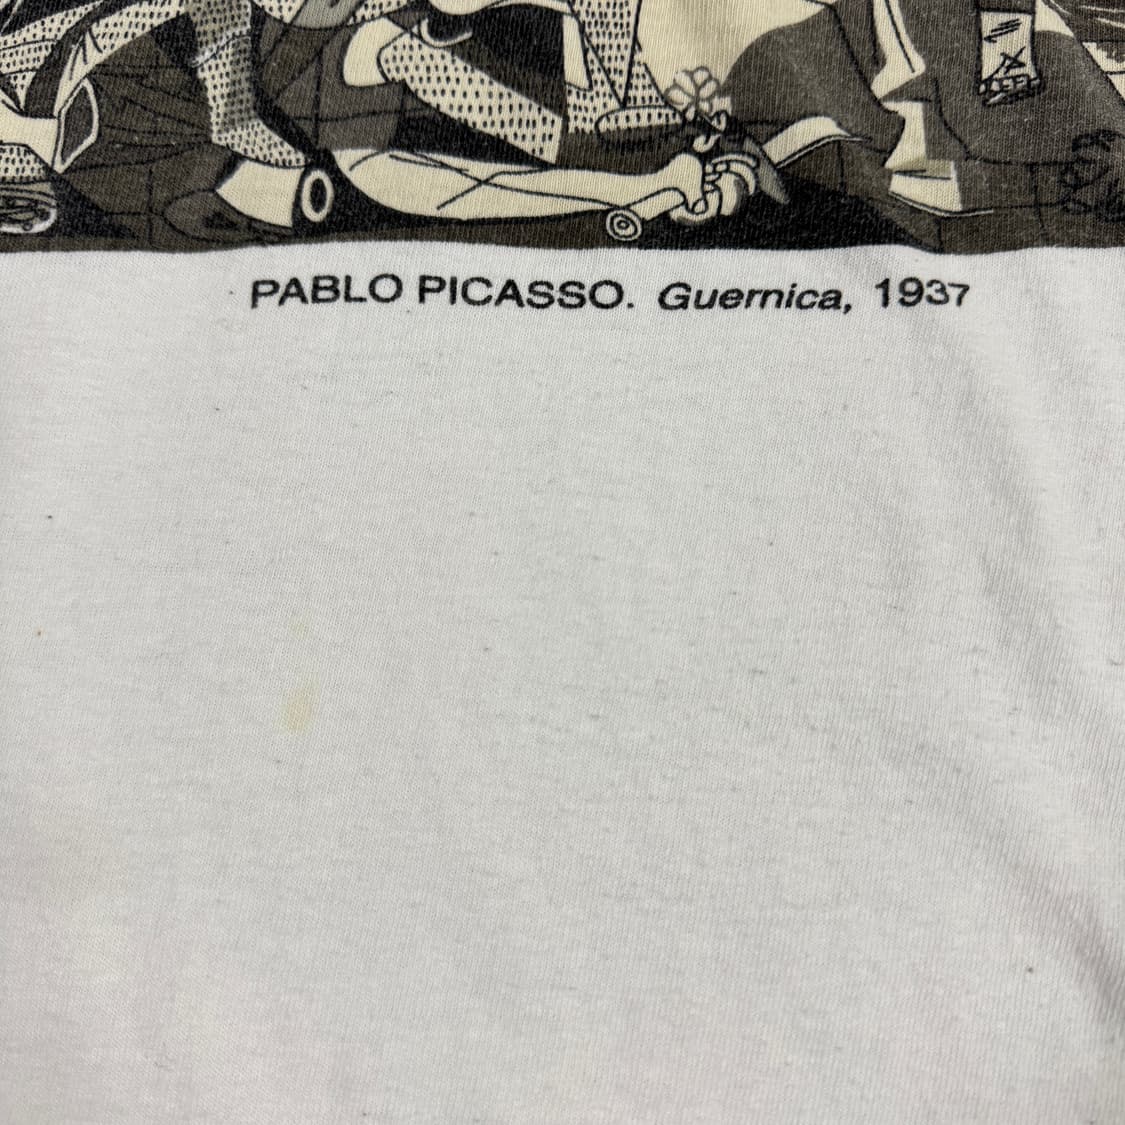 PABLO PICASSO. Guernica, 1937